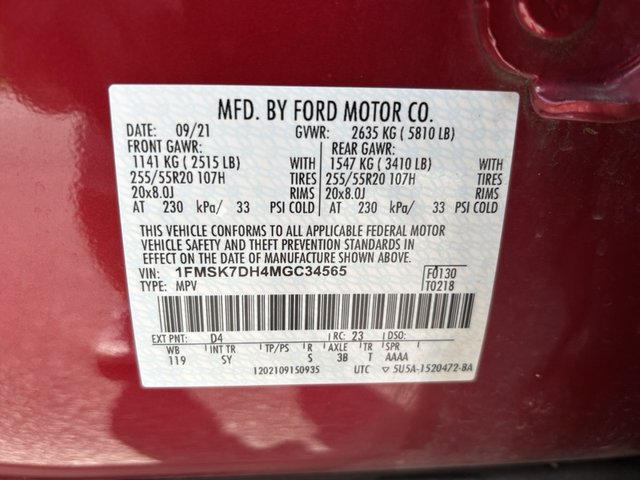 MFD. BY FORD MOTOR CO.
DATE: 09/21 GVWR: 2635 KG ( 5810 LB)
FRONT GAWR: REAR GAWR:
1141 KG ( 2515 LB) WITH 1547 KG ( 3410 LB) WITH
255/55R20 107H TIRES 255/55R20 107H TIRES
20x8.0J RIMS 20x8.0J RIMS
AT 230 kPa/ 33 PSI COLD AT 230 kPa/ 33 PSI COLD
THIS VEHICLE CONFORMS TO ALL APPLICABLE FEDERAL MOTOR
VEHICLE SAFETY AND THEFT PREVENTION STANDARDS IN
EFFECT ON THE DATE OF MANUFACTURE SHOWN ABOVE.
VIN: 1FMSK7DH4MGC34565 F0130
TYPE: MPV T0218
EXT PNT: D4 RC: 23 DSO:
WB INT TR TP/PS R AXLE TR SPR
119 5Y S 3B T AAAA
1202109150935 UTC ▽ 5U5A-1520472-BA